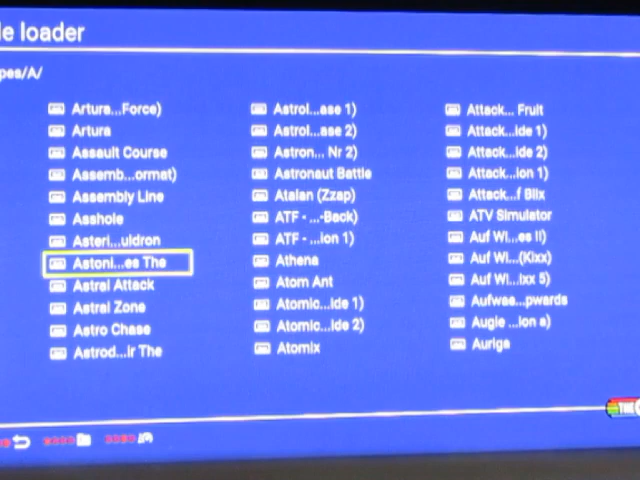 le loader
pes/A/
Artura...Force)
Artura
Assault Course
Assemb...ormat)
Assembly Line
Asshole
Asteri...uldron
Astoni...es The
Astral Attack
Astral Zone
Astro Chase
Astrod...ir The
Astrol...ase 1)
Astrol...ase 2)
Astron... Nr 2)
Astronaut Battle
Atalan (Zzap)
ATF - ...-Back)
ATF - ...ion 1)
Athena
Atom Ant
Atomic...ide 1)
Atomic...ide 2)
Atomix
Attack... Fruit
Attack...ide 1)
Attack...ide 2)
Attack...ion 1)
Attack...f Blix
ATV Simulator
Auf Wi...es II)
Auf Wi...(Kixx)
Auf Wi...ixx 5)
Aufwae...pwards
Augie ...ion a)
Auriga
THE